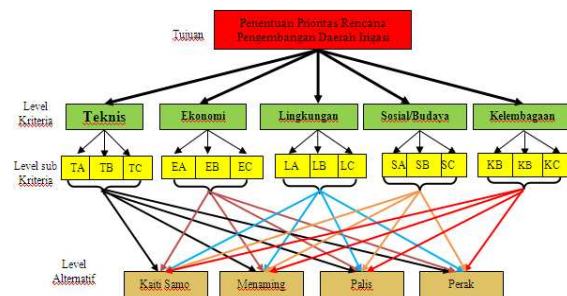 Tujuan
Penentuan Prioritas Rencana
Pengembangan Daerah Irigasi
Level
Kriteria
Teknis
Ekonomi
Lingkungan
Sosial/Budaya
Kelembagaan
Level sub
Kriteria
TA TB TC
EA EB EC
LA LB LC
SA SB SC
KB KB KC
Level
Alternatif
Kaiti Samo
Menaming
Palis
Perak